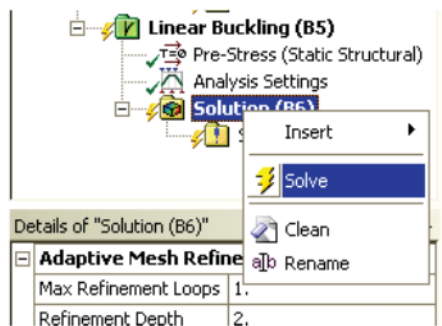 Linear Buckling (B5)
Pre-Stress (Static Structural)
Analysis Settings
Solution (B6)
Insert
Solve
Clean
Rename
Details of "Solution (B6)"
Adaptive Mesh Refine
Max Refinement Loops 1.
Refinement Depth 2.